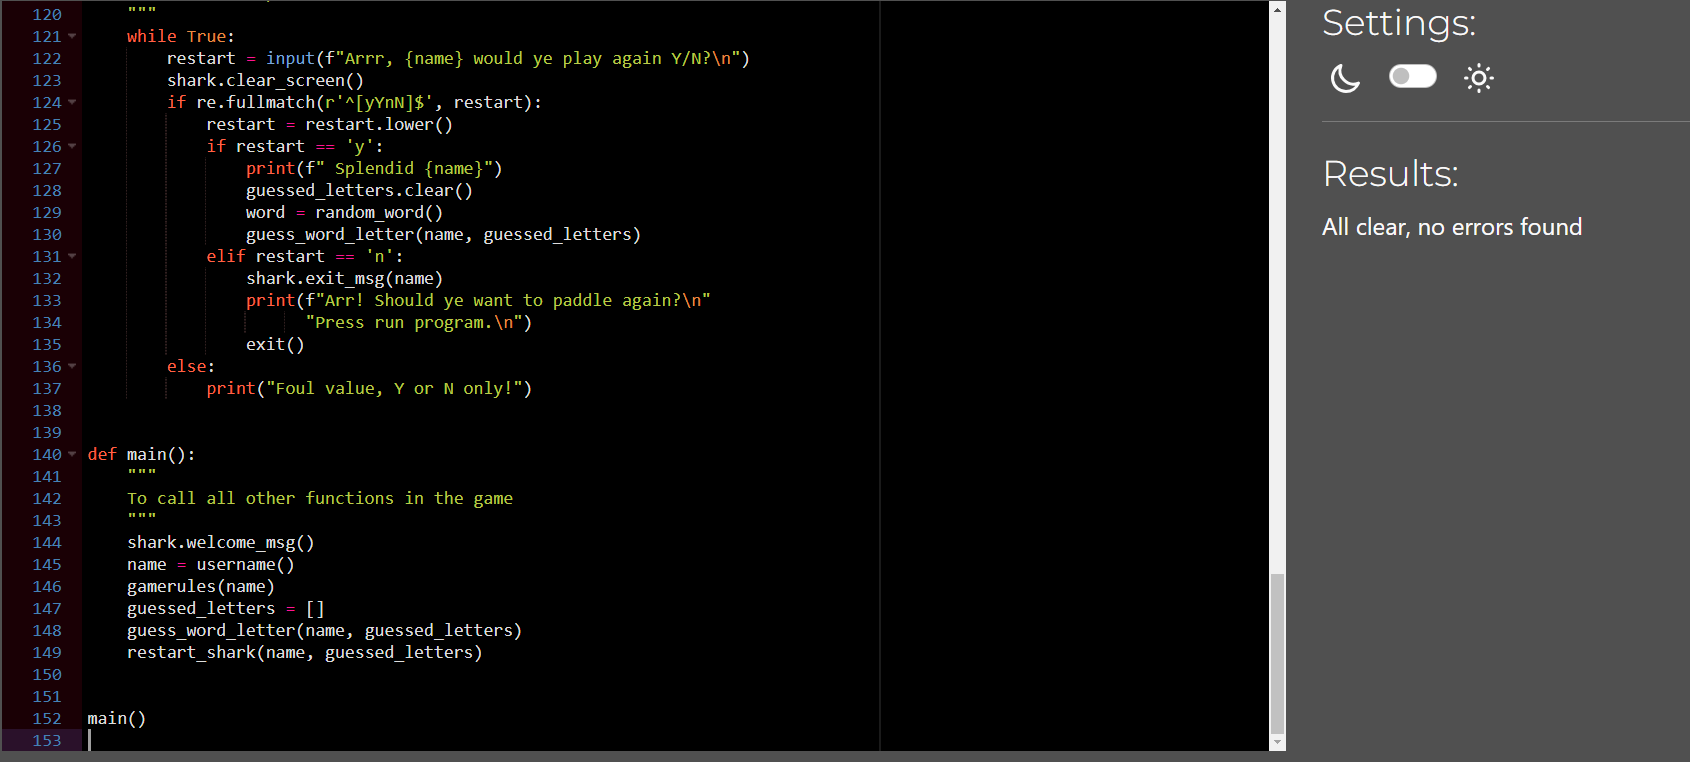 120     """
121     while True:
122         restart = input(f"Arrr, {name} would ye play again Y/N?\n")
123         shark.clear_screen()
124         if re.fullmatch(r'^[yYnN]$', restart):
125             restart = restart.lower()
126             if restart == 'y':
127                 print(f" Splendid {name}")
128                 guessed_letters.clear()
129                 word = random_word()
130                 guess_word_letter(name, guessed_letters)
131             elif restart == 'n':
132                 shark.exit_msg(name)
133                 print(f"Arr! Should ye want to paddle again?\n"
134                       "Press run program.\n")
135                 exit()
136         else:
137             print("Foul value, Y or N only!")
138
139
140 def main():
141     """
142     To call all other functions in the game
143     """
144     shark.welcome_msg()
145     name = username()
146     gamerules(name)
147     guessed_letters = []
148     guess_word_letter(name, guessed_letters)
149     restart_shark(name, guessed_letters)
150
151
152 main()
153
Settings:
Results:
All clear, no errors found